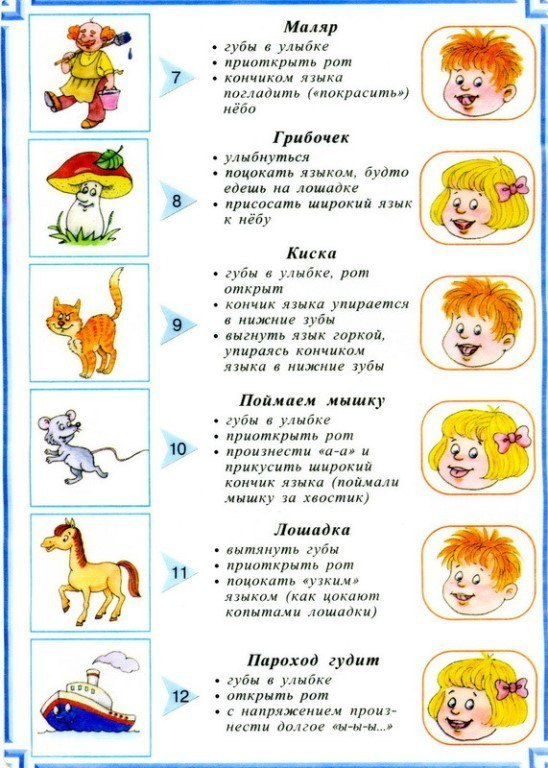 Маляр
• губы в улыбке
• приоткрыть рот
• кончиком языка
погладить («покрасить»)
нёбо
7
Грибочек
• улыбнуться
• поцокать языком, будто
едешь на лошадке
• присосать широкий язык
к нёбу
8
Киска
• губы в улыбке, рот
открыт
• кончик языка упирается
в нижние зубы
• выгнуть язык горкой,
упираясь кончиком
языка в нижние зубы
9
Поймаем мышку
• губы в улыбке
• приоткрыть рот
• произнести «а-а» и
прикусить широкий
кончик языка (поймали
мышку за хвостик)
10
Лошадка
• вытянуть губы
• приоткрыть рот
• поцокать «узким»
языком (как цокают
копытами лошадки)
11
Пароход гудит
• губы в улыбке
• открыть рот
• с напряжением произ-
нести долгое «ы-ы-ы...»
12